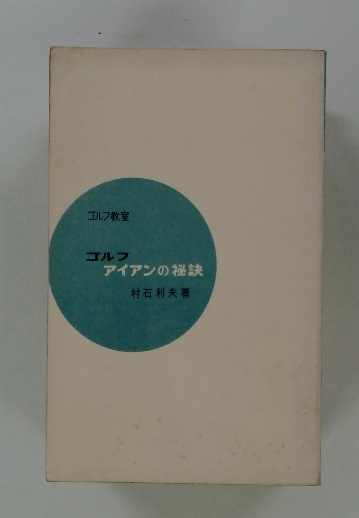 ゴルフ教室
ゴルフ
アイアンの秘訣
村石利夫著